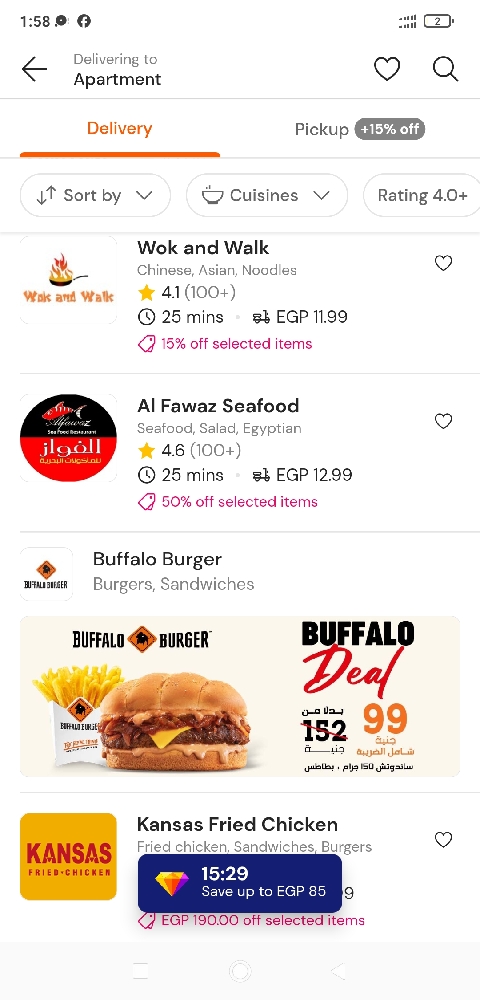 1:58
2
Delivering to
Apartment
Delivery
Pickup +15% off
Sort by
Cuisines
Rating 4.0+
Wok and Walk
Wok and Walk
Chinese, Asian, Noodles
4.1 (100+)
25 mins
EGP 11.99
15% off selected items
Alfawaz
Sea Food Restaurant
الفواز
للمأكولات البحرية
Al Fawaz Seafood
Seafood, Salad, Egyptian
4.6 (100+)
25 mins
EGP 12.99
50% off selected items
BUFFALO BURGER
Buffalo Burger
Burgers, Sandwiches
BUFFALO BURGER
BUFFALO BURGER
BUFFALO
Deal
بدلا من
152
جنيــــة
99
جنية
شــامل الضريبة
ساندوتش 150 جرام + بطاطس
KANSAS
FRIED·CHICKEN
Kansas Fried Chicken
Fried chicken, Sandwiches, Burgers
15:29
Save up to EGP 85
EGP 190.00 off selected items